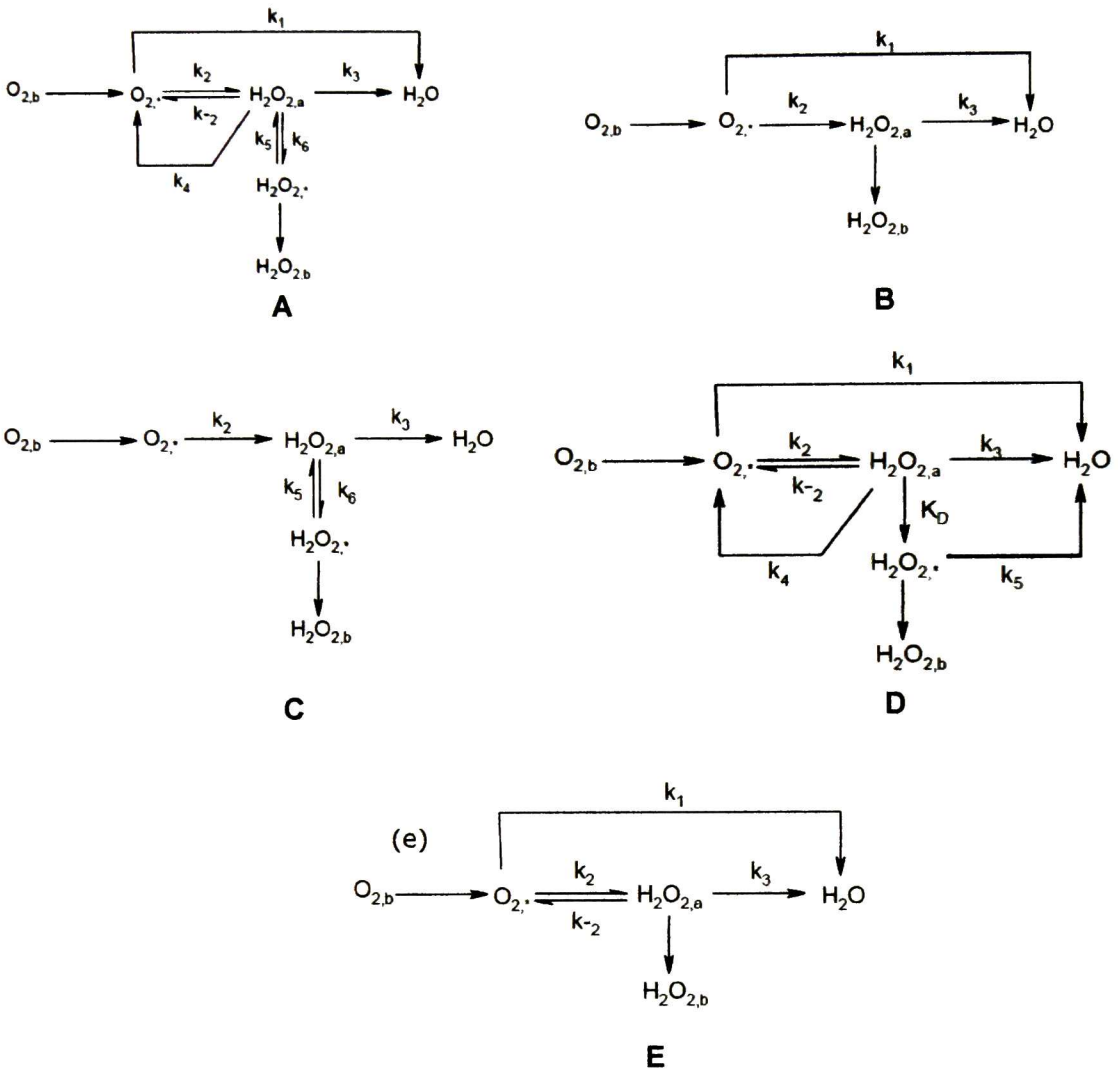 k₁
O₂,b O₂,• k₂ k-₂ H₂O₂,a k₃ H₂O
k₄ k₅ k₆
H₂O₂,•
H₂O₂,b
A
k₁
O₂,b O₂,• k₂ H₂O₂,a k₃ H₂O
H₂O₂,b
B
O₂,b O₂,• k₂ H₂O₂,a k₃ H₂O
k₅ k₆
H₂O₂,•
H₂O₂,b
C
k₁
O₂,b O₂,• k₂ k-₂ H₂O₂,a k₃ H₂O
K_D
k₄ H₂O₂,• k₅
H₂O₂,b
D
k₁
(e)
O₂,b O₂,• k₂ k-₂ H₂O₂,a k₃ H₂O
H₂O₂,b
E